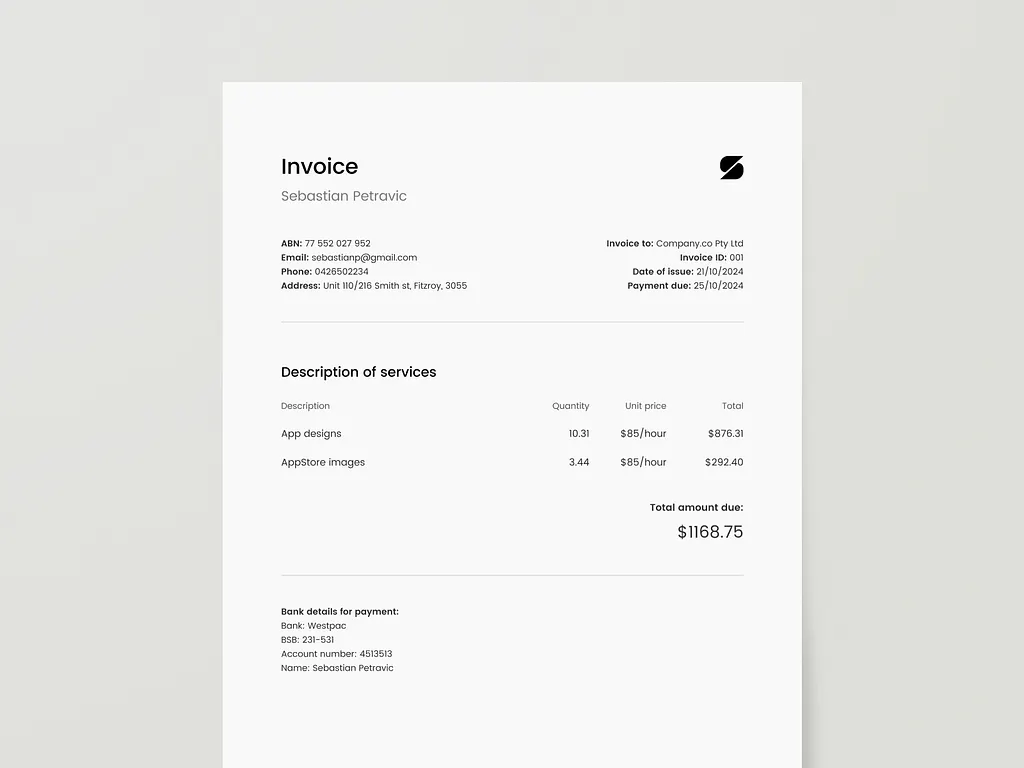 Invoice
Sebastian Petravic
ABN: 77 552 027 952
Email: sebastianp@gmail.com
Phone: 0426502234
Address: Unit 110/216 Smith st, Fitzroy, 3055
Invoice to: Company.co Pty Ltd
Invoice ID: 001
Date of issue: 21/10/2024
Payment due: 25/10/2024
Description of services
Description Quantity Unit price Total
App designs 10.31 $85/hour $876.31
AppStore images 3.44 $85/hour $292.40
Total amount due:
$1168.75
Bank details for payment:
Bank: Westpac
BSB: 231-531
Account number: 4513513
Name: Sebastian Petravic